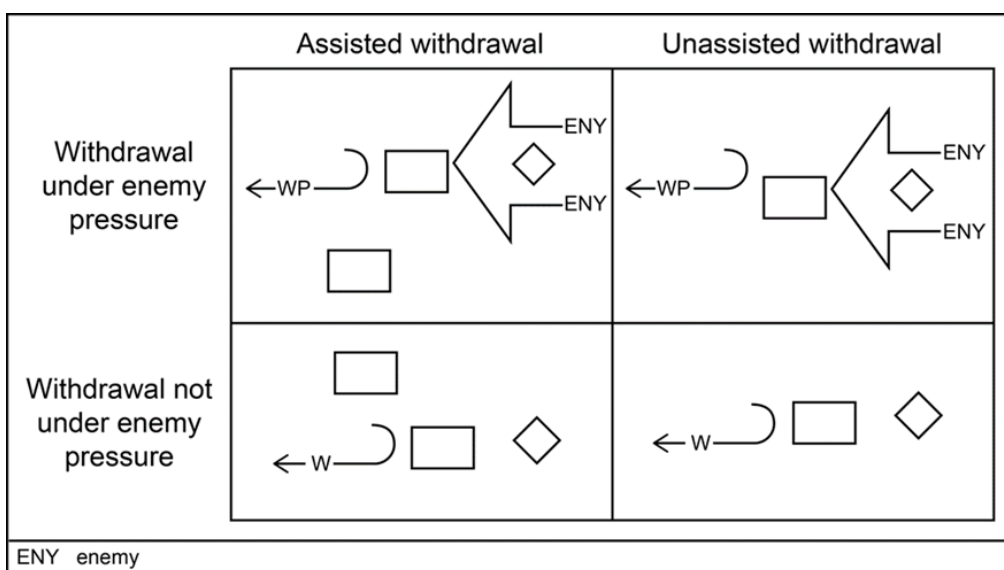 Assisted withdrawal
Unassisted withdrawal
Withdrawal
under enemy
pressure
WP
ENY
ENY
WP
ENY
ENY
Withdrawal not
under enemy
pressure
W
W
ENY enemy